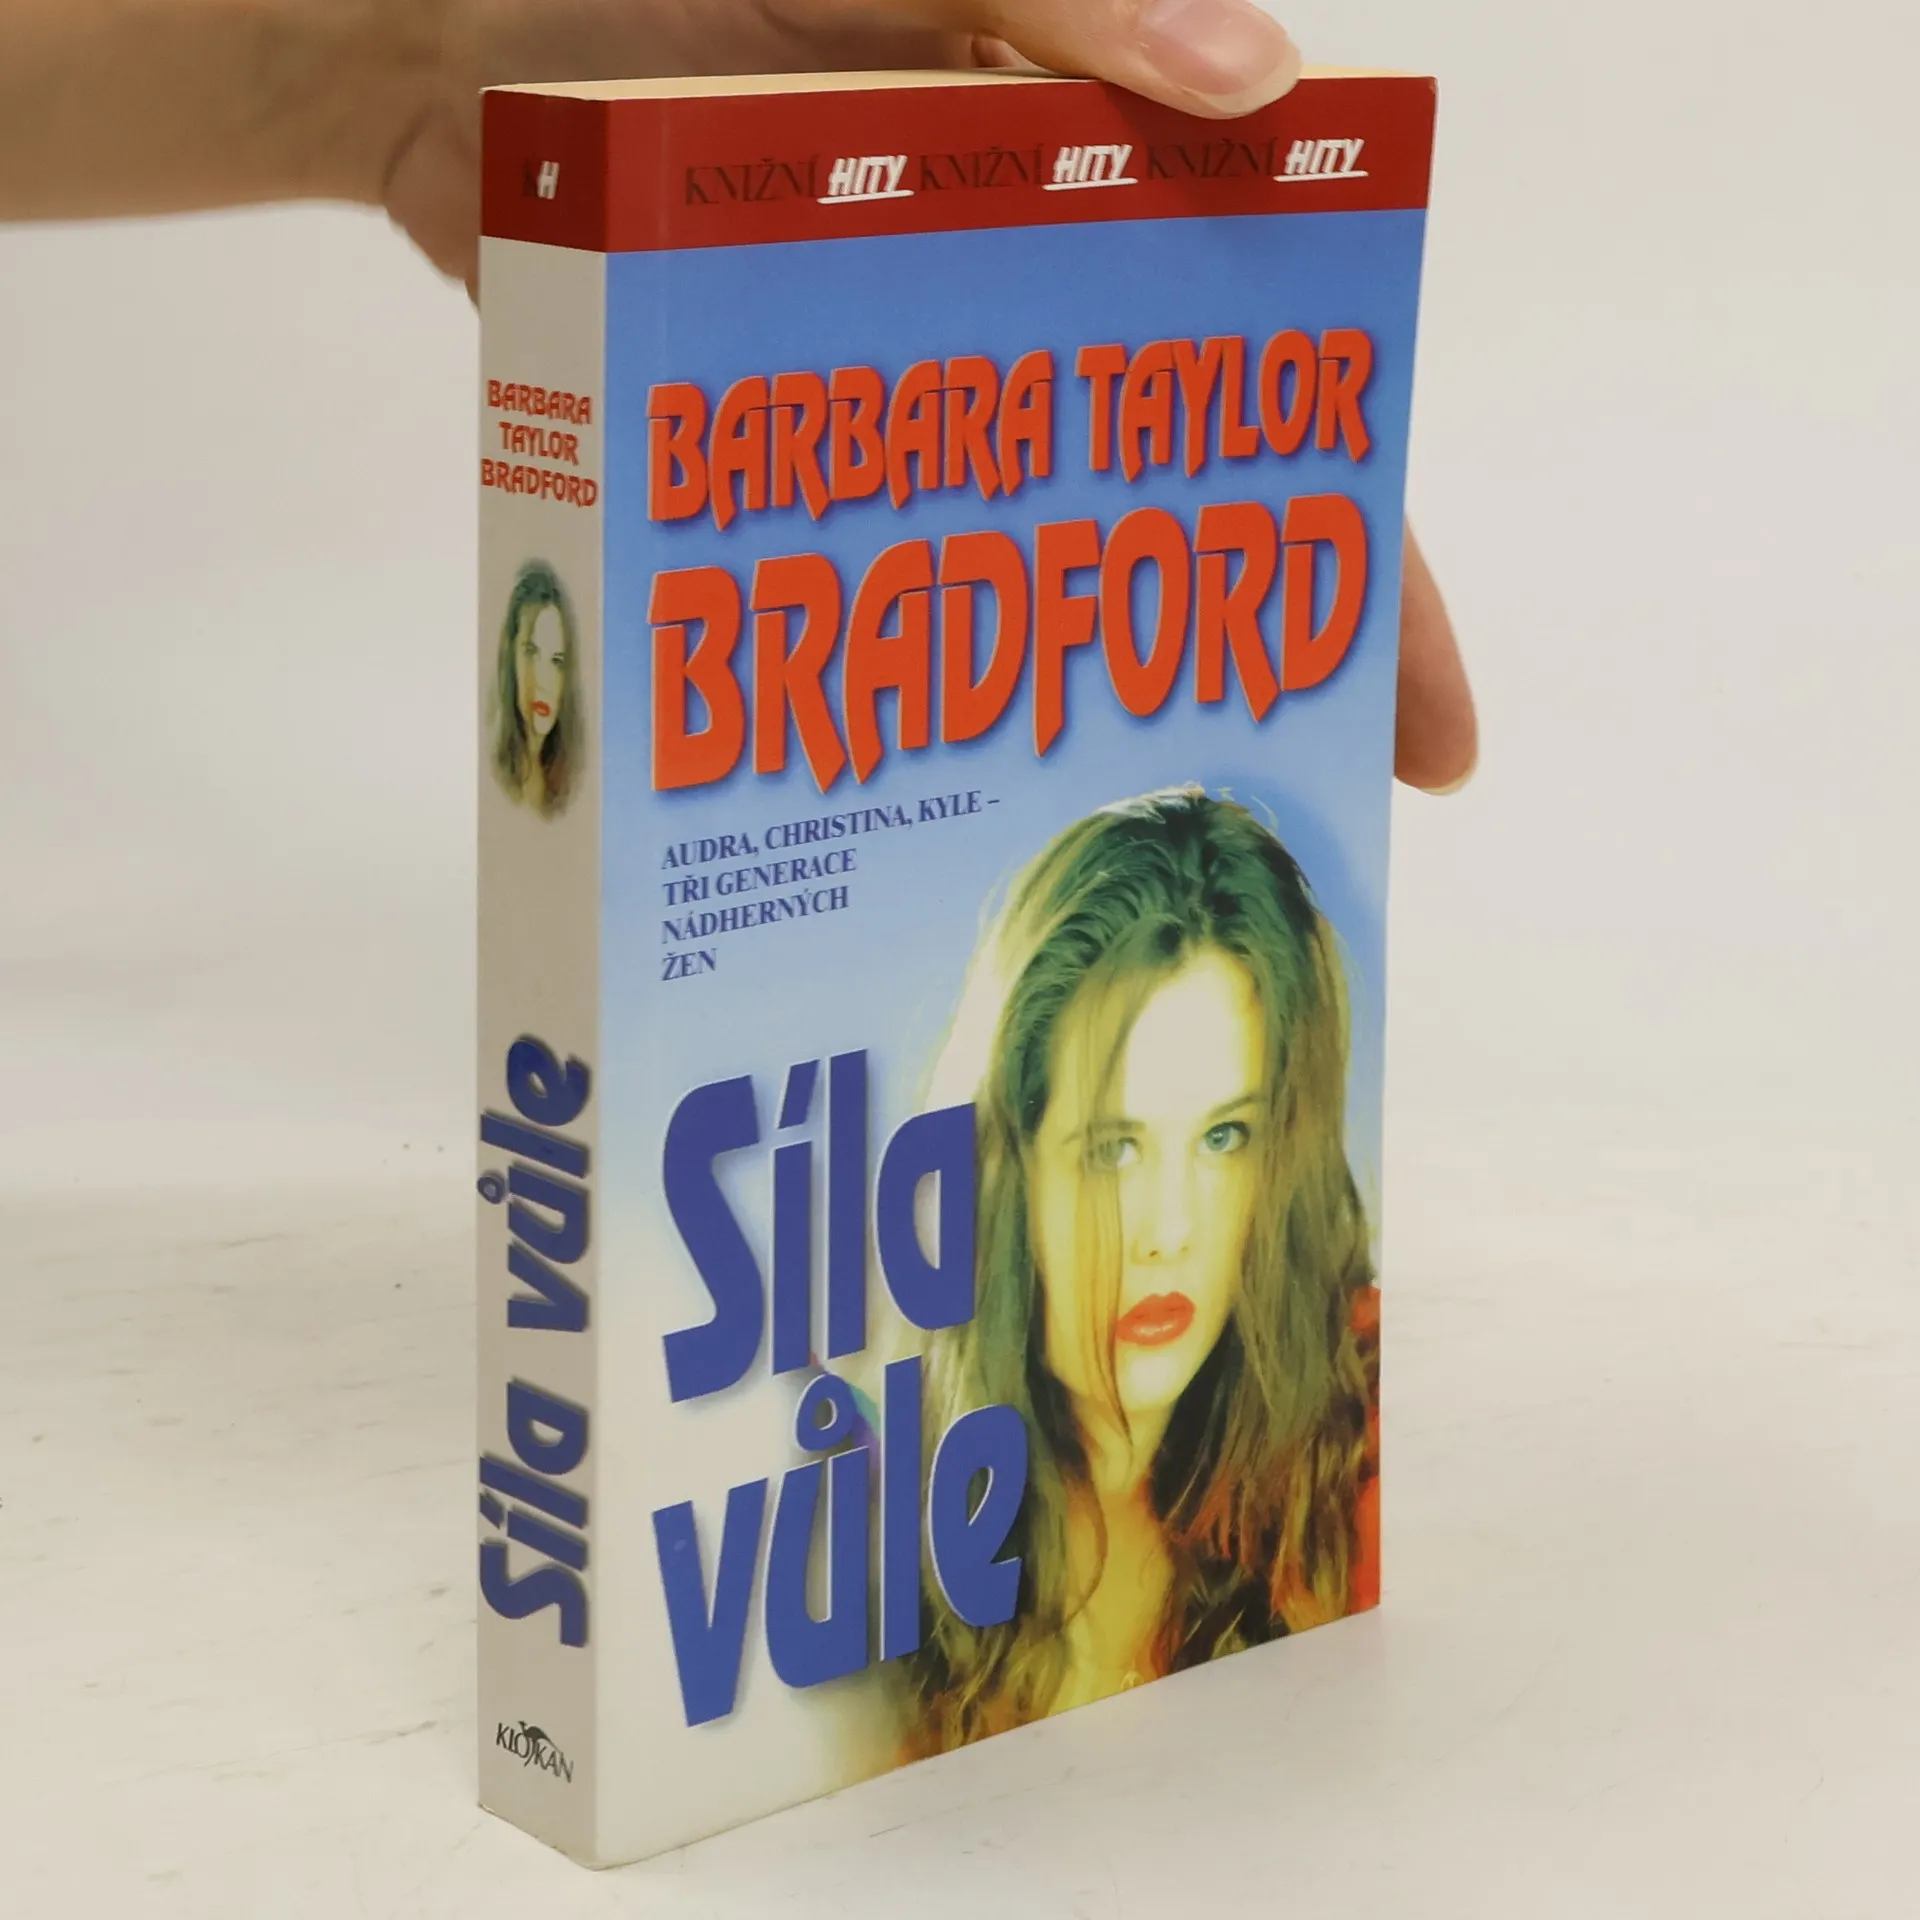 KH
KNIŽNÍ HITY KNIŽNÍ HITY KNIŽNÍ HITY
BARBARA
TAYLOR
BRADFORD
Síla vůle
KLOKAN
BARBARA TAYLOR
BRADFORD
AUDRA, CHRISTINA, KYLE –
TŘI GENERACE
NÁDHERNÝCH
ŽEN
Síla
vůle